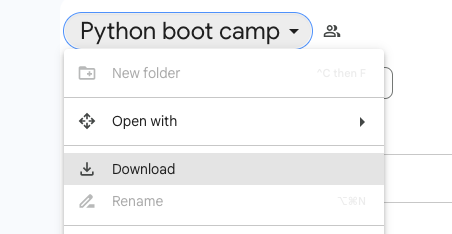 Python boot camp
New folder ⌃C then F
Open with
Download
Rename ⌥⌘N